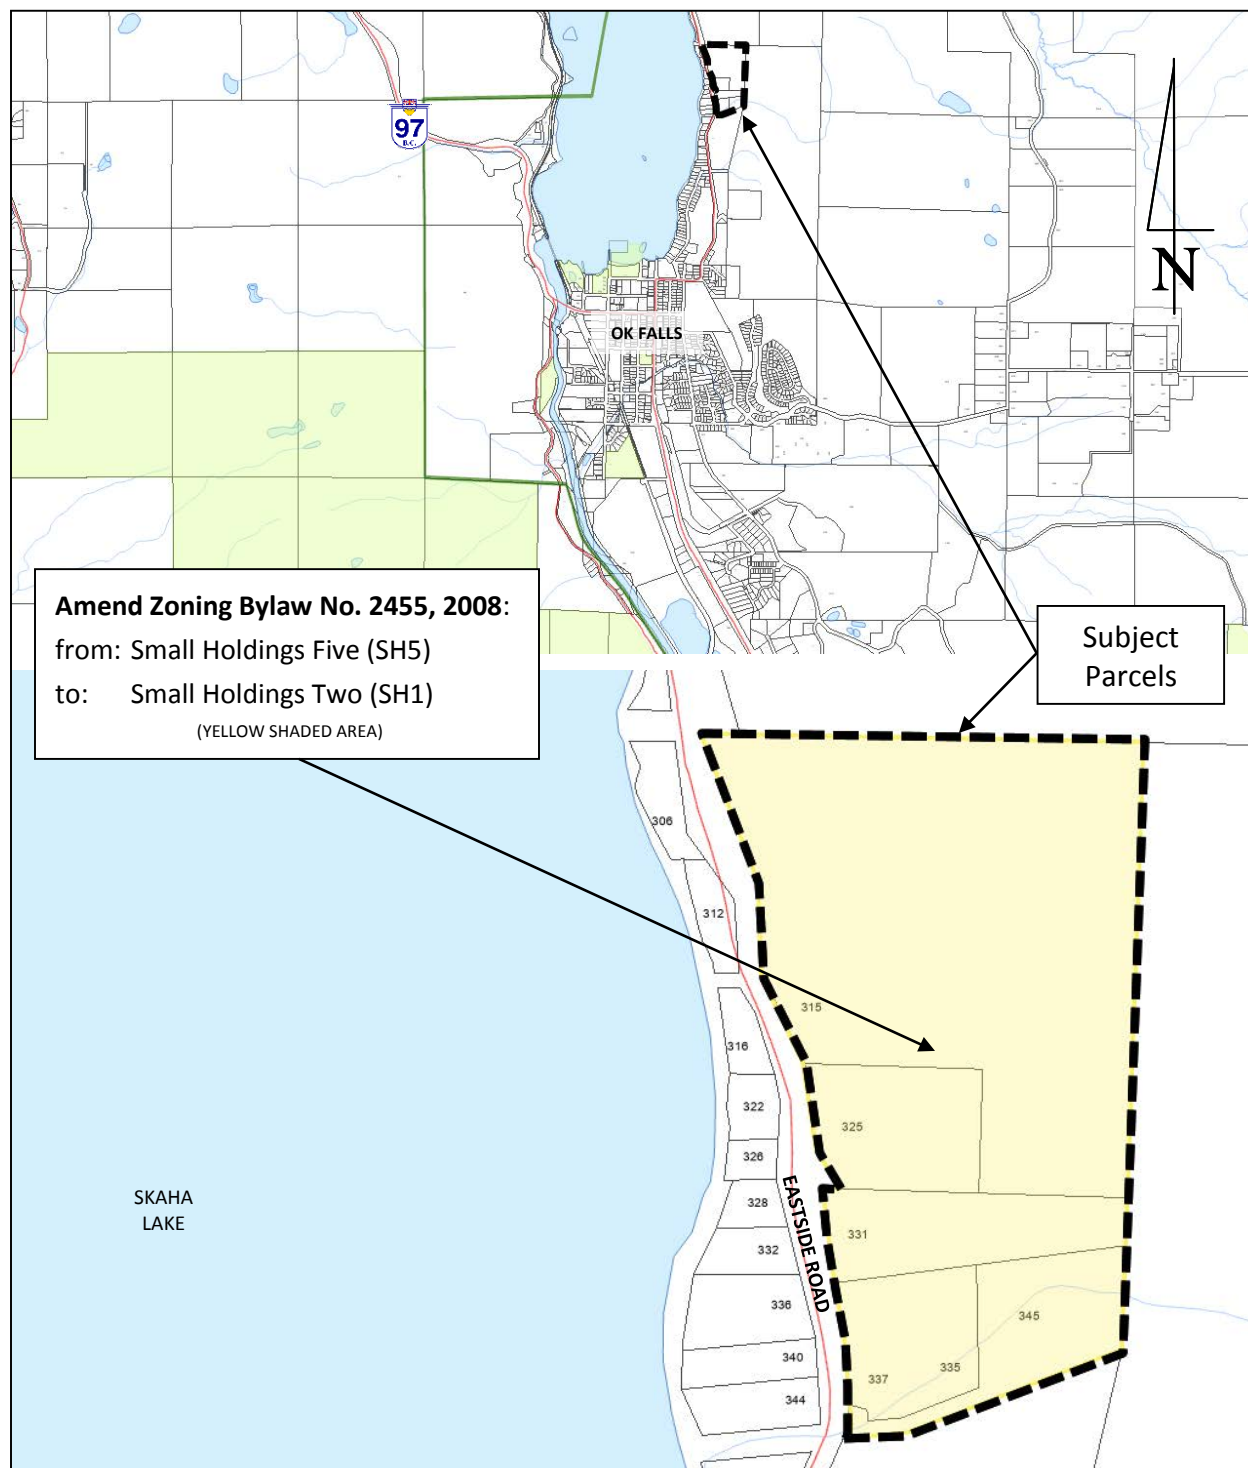 97
B.C.
N
OK FALLS
Amend Zoning Bylaw No. 2455, 2008:
from: Small Holdings Five (SH5)
to: Small Holdings Two (SH1)
(YELLOW SHADED AREA)
Subject
Parcels
306
312
315
316
322
325
326
328
331
332
336
340
344
345
335
337
SKAHA
LAKE
EASTSIDE ROAD